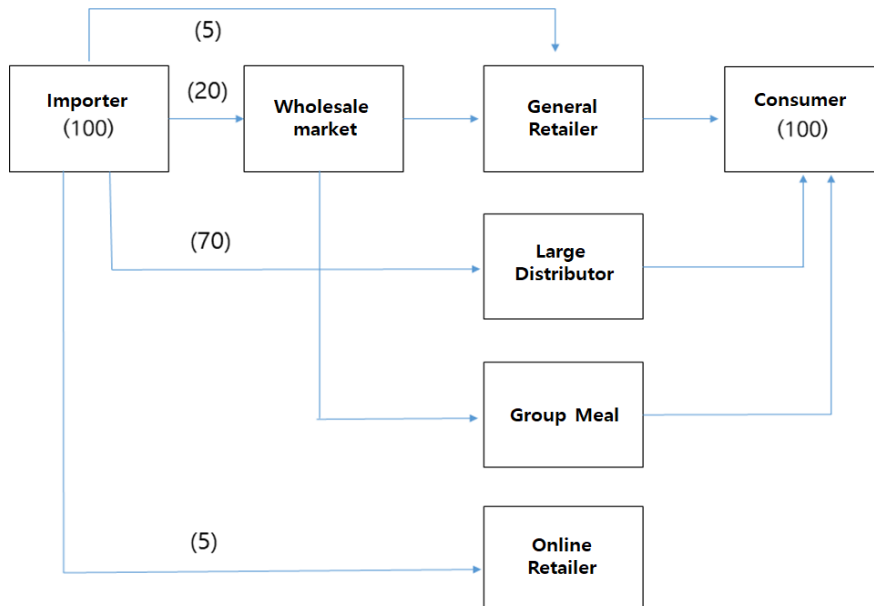 (5)
Importer
(100)
(20)
Wholesale
market
General
Retailer
Consumer
(100)
(70)
Large
Distributor
Group Meal
(5)
Online
Retailer